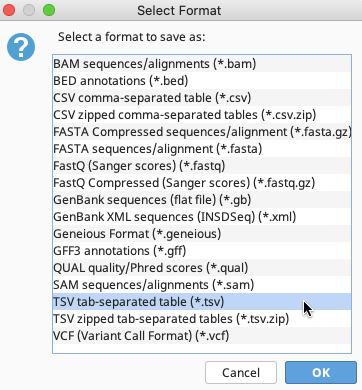 Select Format
Select a format to save as:
BAM sequences/alignments (*.bam)
BED annotations (*.bed)
CSV comma-separated table (*.csv)
CSV zipped comma-separated tables (*.csv.zip)
FASTA Compressed sequences/alignment (*.fasta.gz)
FASTA sequences/alignment (*.fasta)
FastQ (Sanger scores) (*.fastq)
FastQ Compressed (Sanger scores) (*.fastq.gz)
GenBank sequences (flat file) (*.gb)
GenBank XML sequences (INSDSeq) (*.xml)
Geneious Format (*.geneious)
GFF3 annotations (*.gff)
QUAL quality/Phred scores (*.qual)
SAM sequences/alignments (*.sam)
TSV tab-separated table (*.tsv)
TSV zipped tab-separated tables (*.tsv.zip)
VCF (Variant Call Format) (*.vcf)
Cancel OK